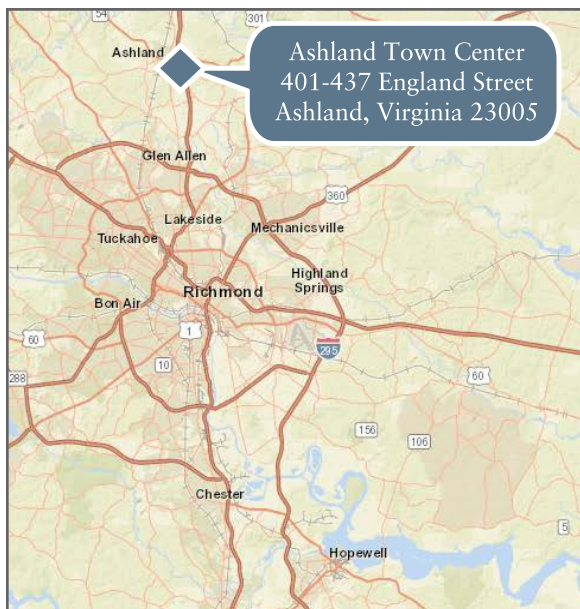 54
301
Ashland
Ashland Town Center
401-437 England Street
Ashland, Virginia 23005
Glen Allen
360
Lakeside
Mechanicsville
Tuckahoe
Highland
Springs
Richmond
Bon Air
1
60
295
10
288
60
156
106
Chester
5
Hopewell